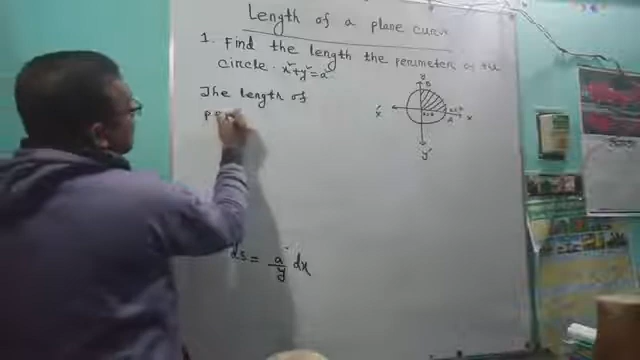 Length of a plane curve
1. Find the length the perimeter of the
circle. x²+y²=a²
The length of
per
ds = a/y dx
y
B
x'
A
x
y'